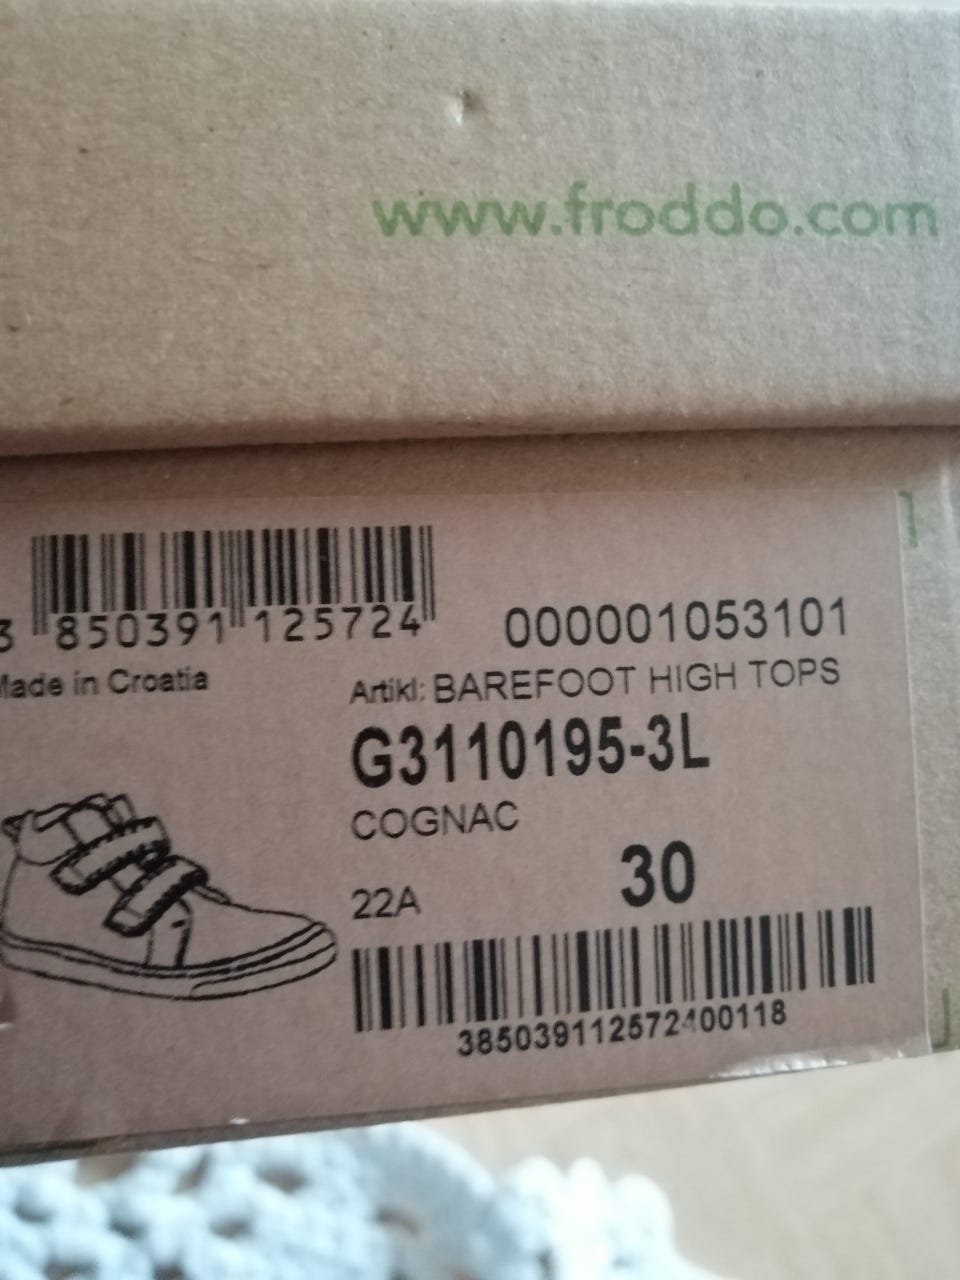 www.froddo.com
3 850391 125724
000001053101
Made in Croatia
Artikl: BAREFOOT HIGH TOPS
G3110195-3L
COGNAC
22A
30
385039112572400118